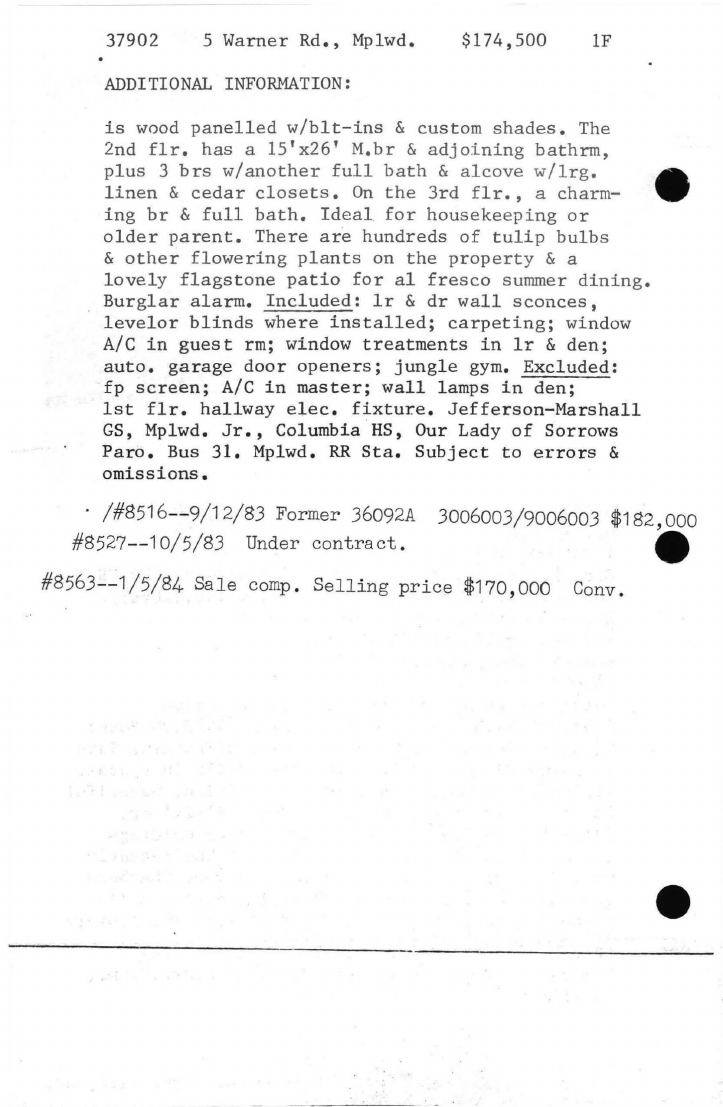 37902 5 Warner Rd., Mplwd. $174,500 1F
ADDITIONAL INFORMATION:
is wood panelled w/blt-ins & custom shades. The
2nd flr. has a 15'x26' M.br & adjoining bathrm,
plus 3 brs w/another full bath & alcove w/lrg.
linen & cedar closets. On the 3rd flr., a charm-
ing br & full bath. Ideal for housekeeping or
older parent. There are hundreds of tulip bulbs
& other flowering plants on the property & a
lovely flagstone patio for al fresco summer dining.
Burglar alarm. Included: lr & dr wall sconces,
levelor blinds where installed; carpeting; window
A/C in guest rm; window treatments in lr & den;
auto. garage door openers; jungle gym. Excluded:
fp screen; A/C in master; wall lamps in den;
1st flr. hallway elec. fixture. Jefferson-Marshall
GS, Mplwd. Jr., Columbia HS, Our Lady of Sorrows
Paro. Bus 31. Mplwd. RR Sta. Subject to errors &
omissions.
/#8516--9/12/83 Former 36092A 3006003/9006003 $182,000
#8527--10/5/83 Under contract.
#8563--1/5/84 Sale comp. Selling price $170,000 Conv.